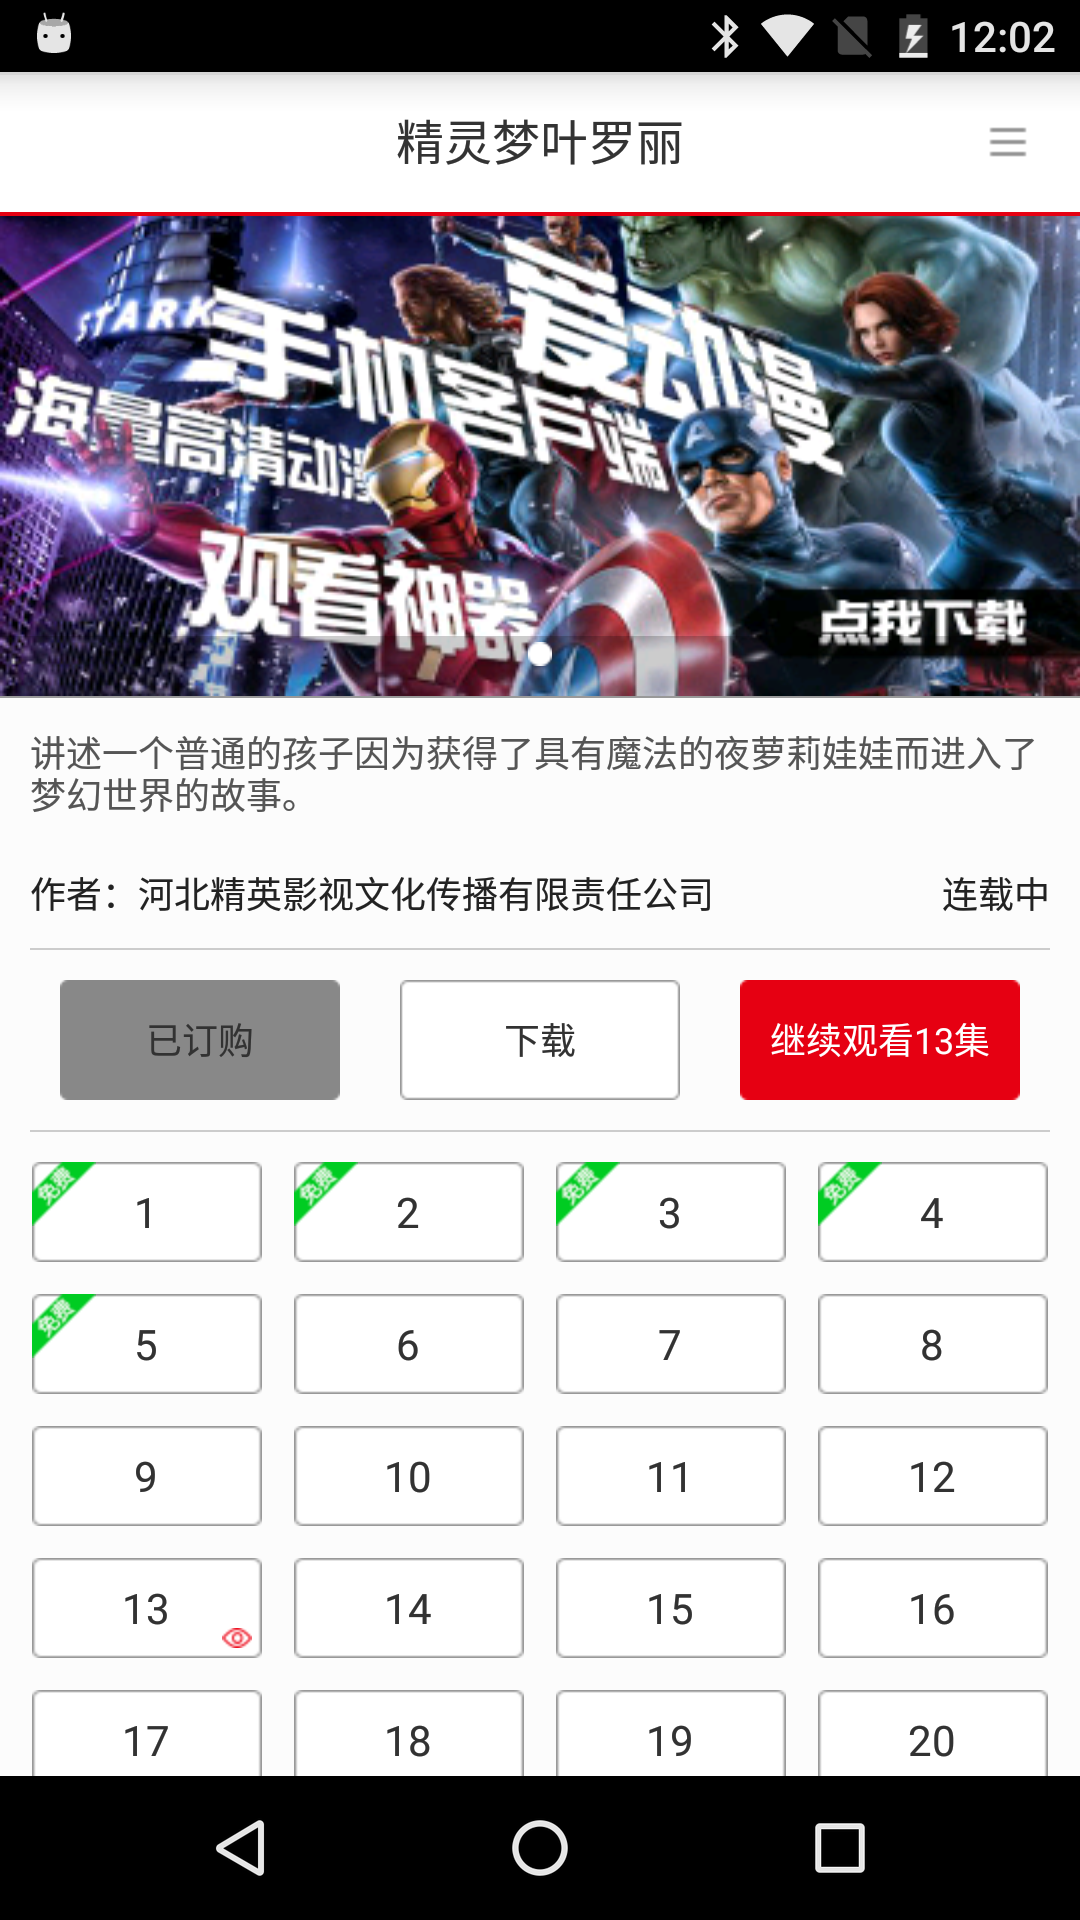 12:02
精灵梦叶罗丽
STARK
爱动漫
手机客户端
海量高清动漫
观看神器
点我下载
讲述一个普通的孩子因为获得了具有魔法的夜萝莉娃娃而进入了
梦幻世界的故事。
作者：河北精英影视文化传播有限责任公司 连载中
已订购 下载 继续观看13集
免费 1 免费 2 免费 3 免费 4
免费 5 6 7 8
9 10 11 12
13 14 15 16
17 18 19 20